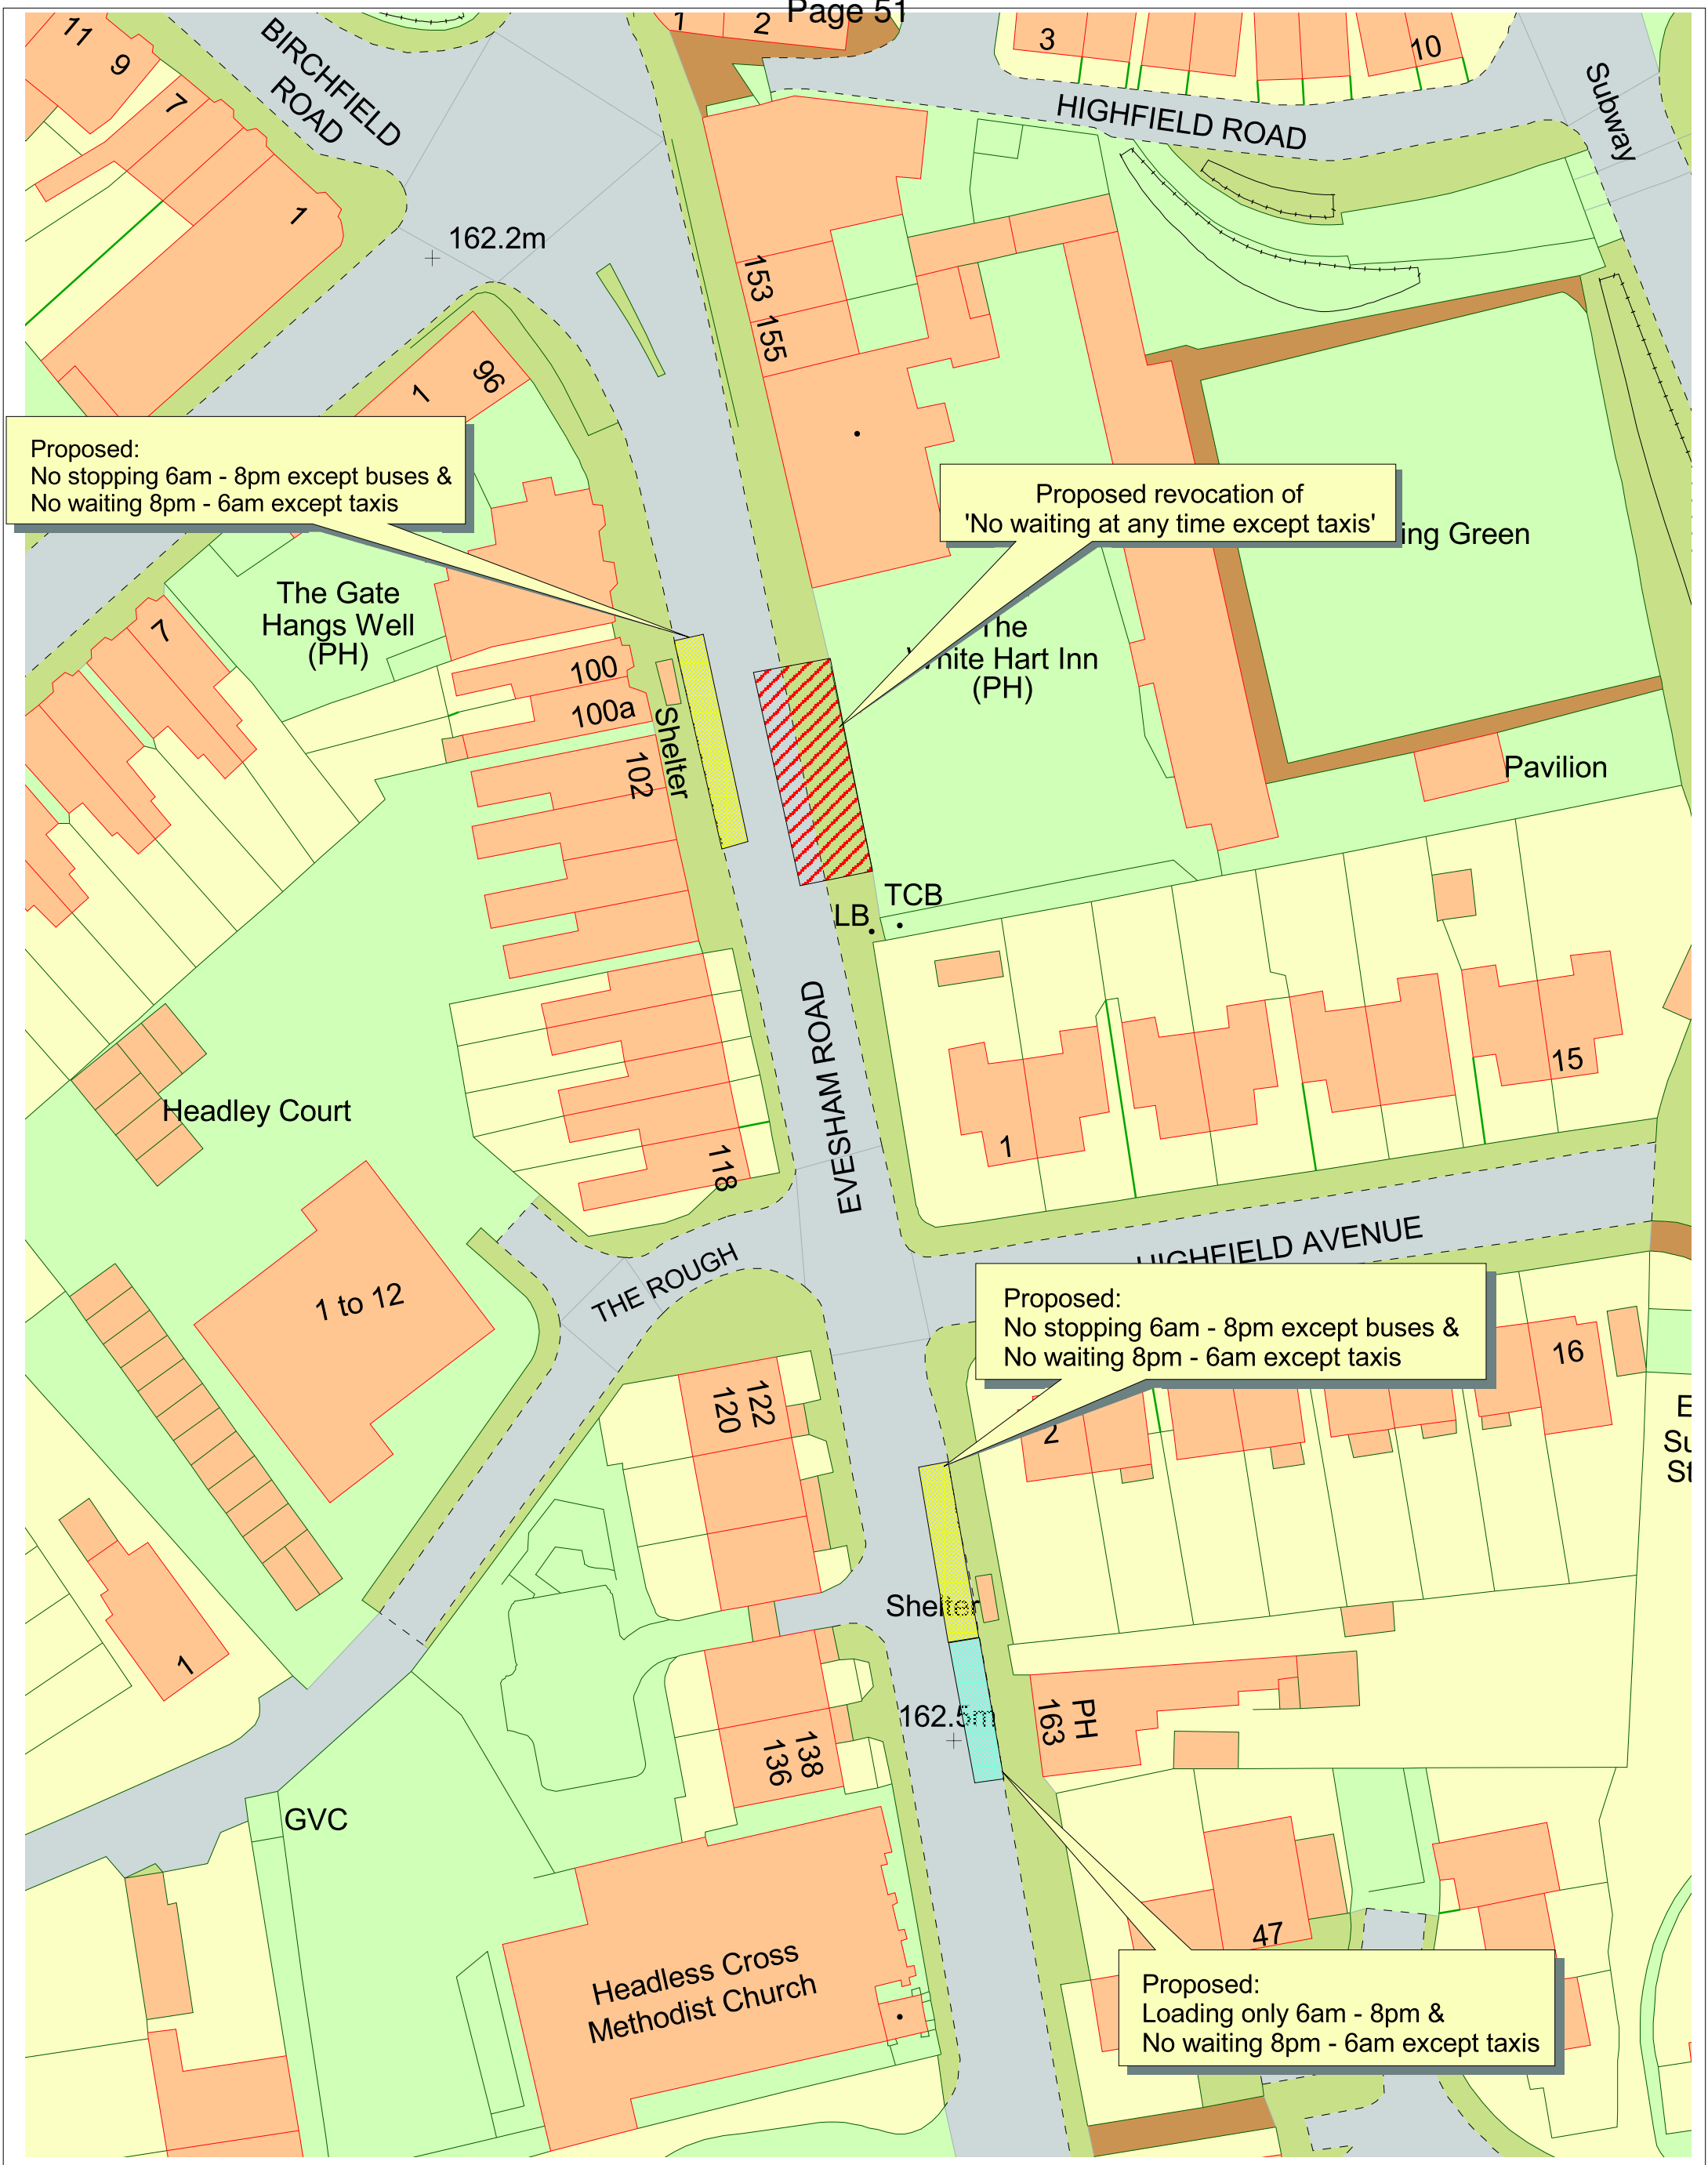 Page 51
11
9
7
1
BIRCHFIELD
ROAD
1
2
3
10
HIGHFIELD ROAD
Subway
162.2m
153
155
1
96
Proposed:
No stopping 6am - 8pm except buses &
No waiting 8pm - 6am except taxis
Proposed revocation of
'No waiting at any time except taxis'
ing Green
The Gate
Hangs Well
(PH)
7
100
100a
102
Shelter
The
White Hart Inn
(PH)
Pavilion
TCB
LB
EVESHAM ROAD
Headley Court
118
1
15
1 to 12
THE ROUGH
HIGHFIELD AVENUE
Proposed:
No stopping 6am - 8pm except buses &
No waiting 8pm - 6am except taxis
16
2
120
122
Shelter
1
162.5m
163
PH
136
138
GVC
47
Headless Cross
Methodist Church
Proposed:
Loading only 6am - 8pm &
No waiting 8pm - 6am except taxis